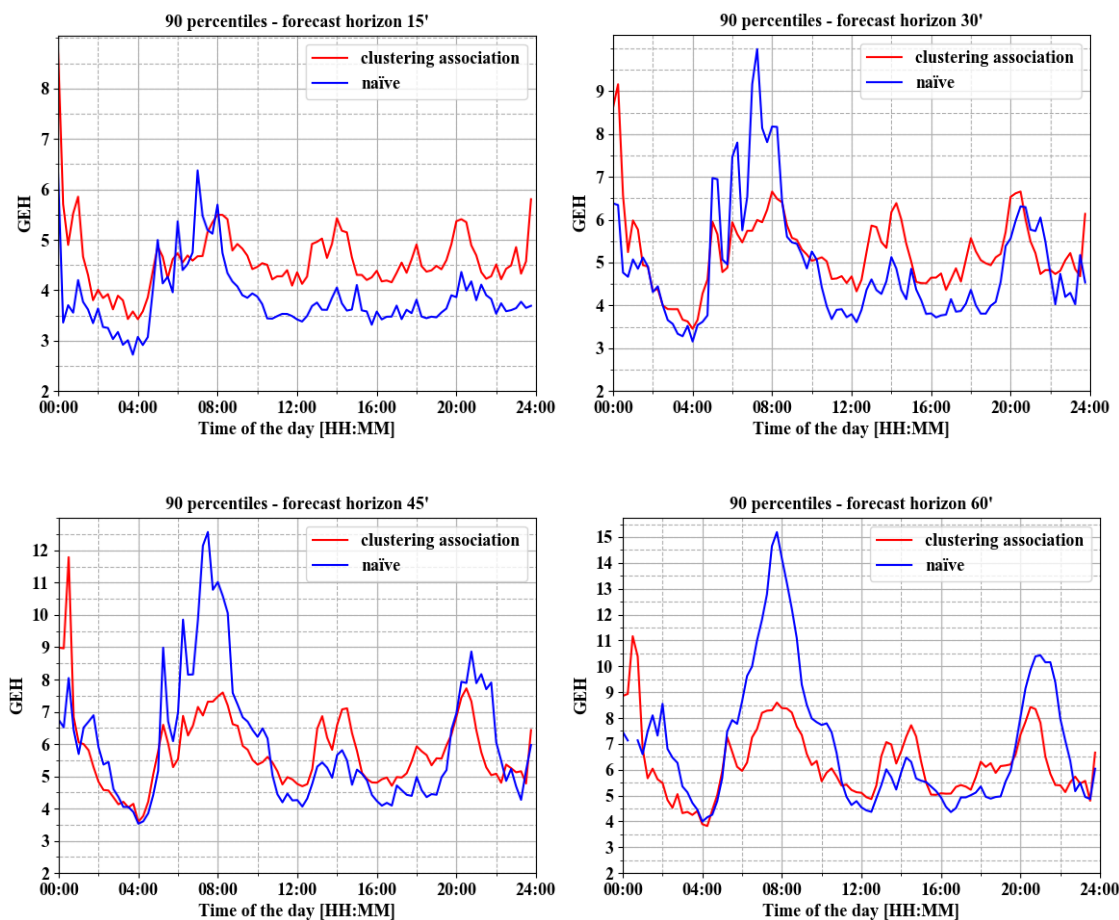 90 percentiles - forecast horizon 15'
clustering association
naïve
GEH
8
7
6
5
4
3
2
00:00 04:00 08:00 12:00 16:00 20:00 24:00
Time of the day [HH:MM]
90 percentiles - forecast horizon 30'
clustering association
naïve
GEH
9
8
7
6
5
4
3
2
00:00 04:00 08:00 12:00 16:00 20:00 24:00
Time of the day [HH:MM]
90 percentiles - forecast horizon 45'
clustering association
naïve
GEH
12
11
10
9
8
7
6
5
4
3
2
00:00 04:00 08:00 12:00 16:00 20:00 24:00
Time of the day [HH:MM]
90 percentiles - forecast horizon 60'
clustering association
naïve
GEH
15
14
13
12
11
10
9
8
7
6
5
4
3
2
00:00 04:00 08:00 12:00 16:00 20:00 24:00
Time of the day [HH:MM]